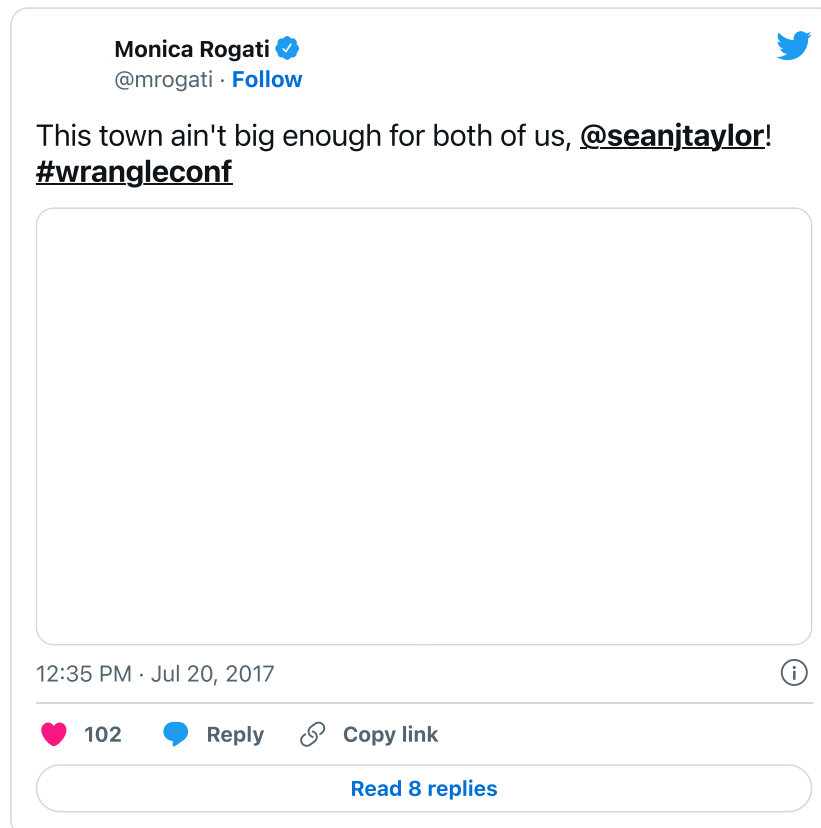 Monica Rogati
@mrogati · Follow
This town ain't big enough for both of us, @seanjtaylor!
#wrangleconf
12:35 PM · Jul 20, 2017
102 Reply Copy link
Read 8 replies